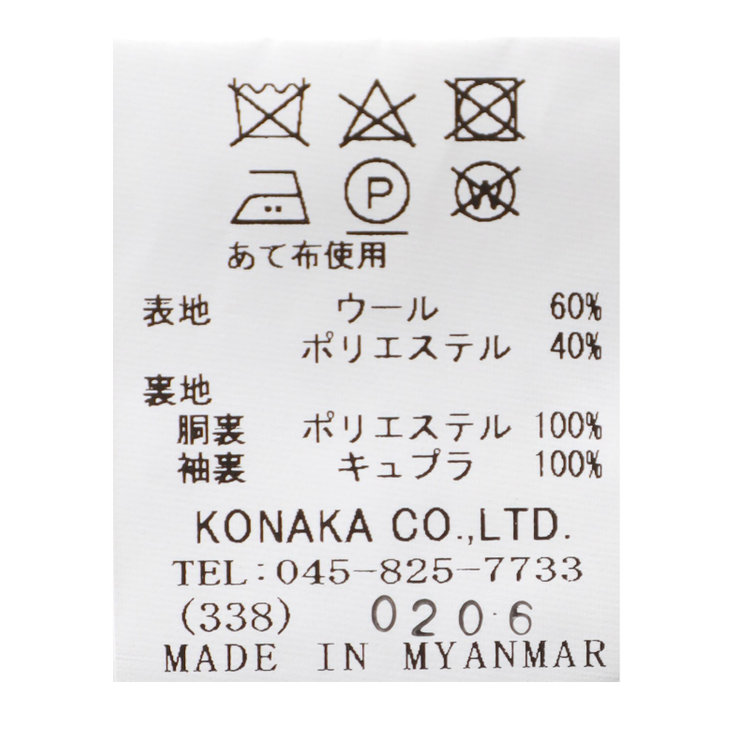 P W
あて布使用
表地 ウール 60%
ポリエステル 40%
裏地
胴裏 ポリエステル 100%
袖裏 キュプラ 100%
KONAKA CO.,LTD.
TEL:045-825-7733
(338) 0206
MADE IN MYANMAR